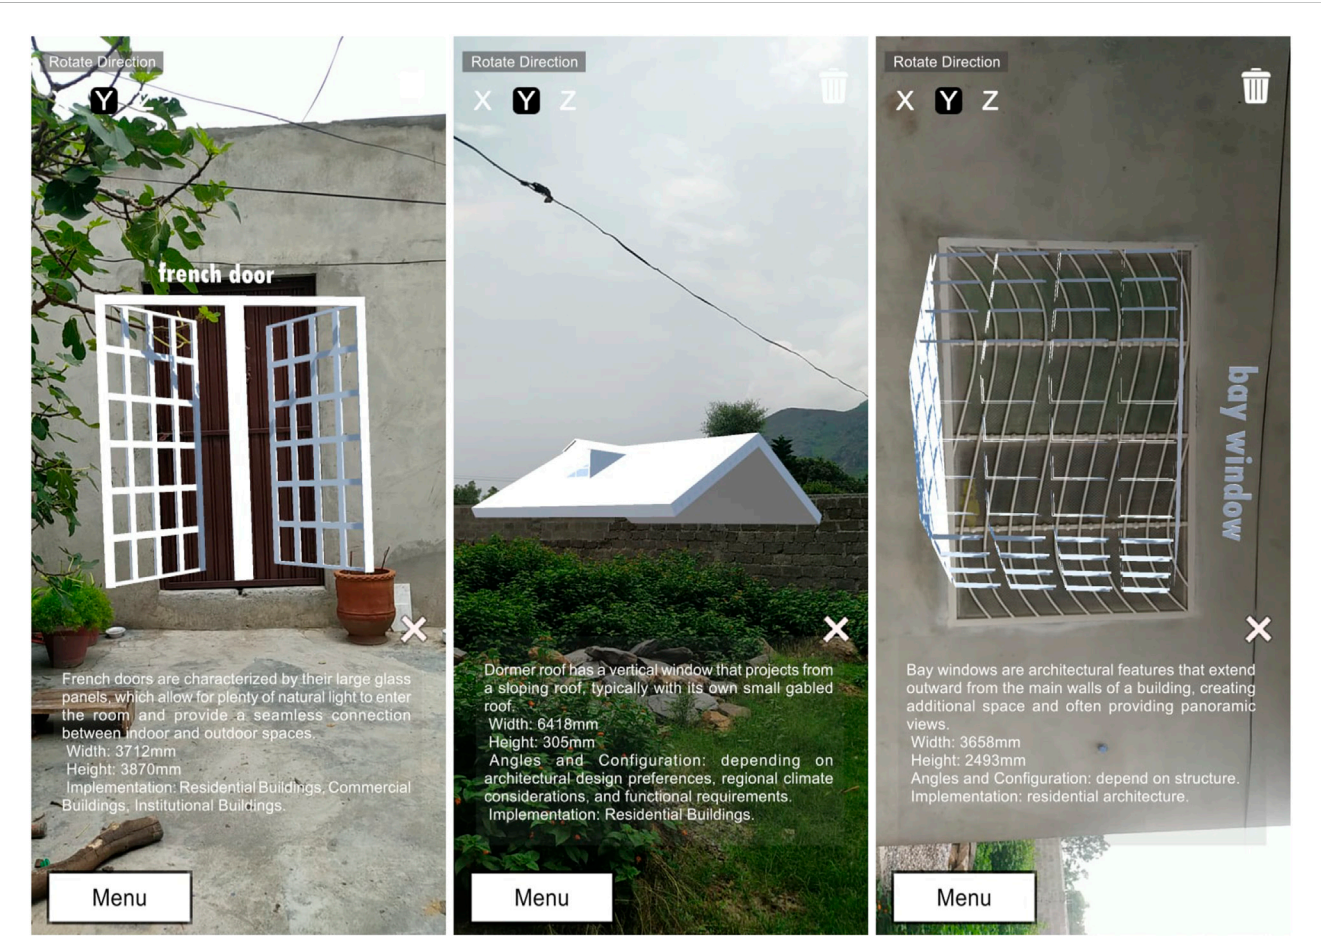 Rotate Direction
X Y Z
french door
French doors are characterized by their large glass
panels, which allow for plenty of natural light to enter
the room and provide a seamless connection
between indoor and outdoor spaces.
Width: 3712mm
Height: 3870mm
Implementation: Residential Buildings, Commercial
Buildings, Institutional Buildings.
Menu
Rotate Direction
X Y Z
Dormer roof has a vertical window that projects from
a sloping roof, typically with its own small gabled
roof.
Width: 6418mm
Height: 305mm
Angles and Configuration: depending on
architectural design preferences, regional climate
considerations, and functional requirements.
Implementation: Residential Buildings.
Menu
Rotate Direction
X Y Z
bay window
Bay windows are architectural features that extend
outward from the main walls of a building, creating
additional space and often providing panoramic
views.
Width: 3658mm
Height: 2493mm
Angles and Configuration: depend on structure.
Implementation: residential architecture.
Menu